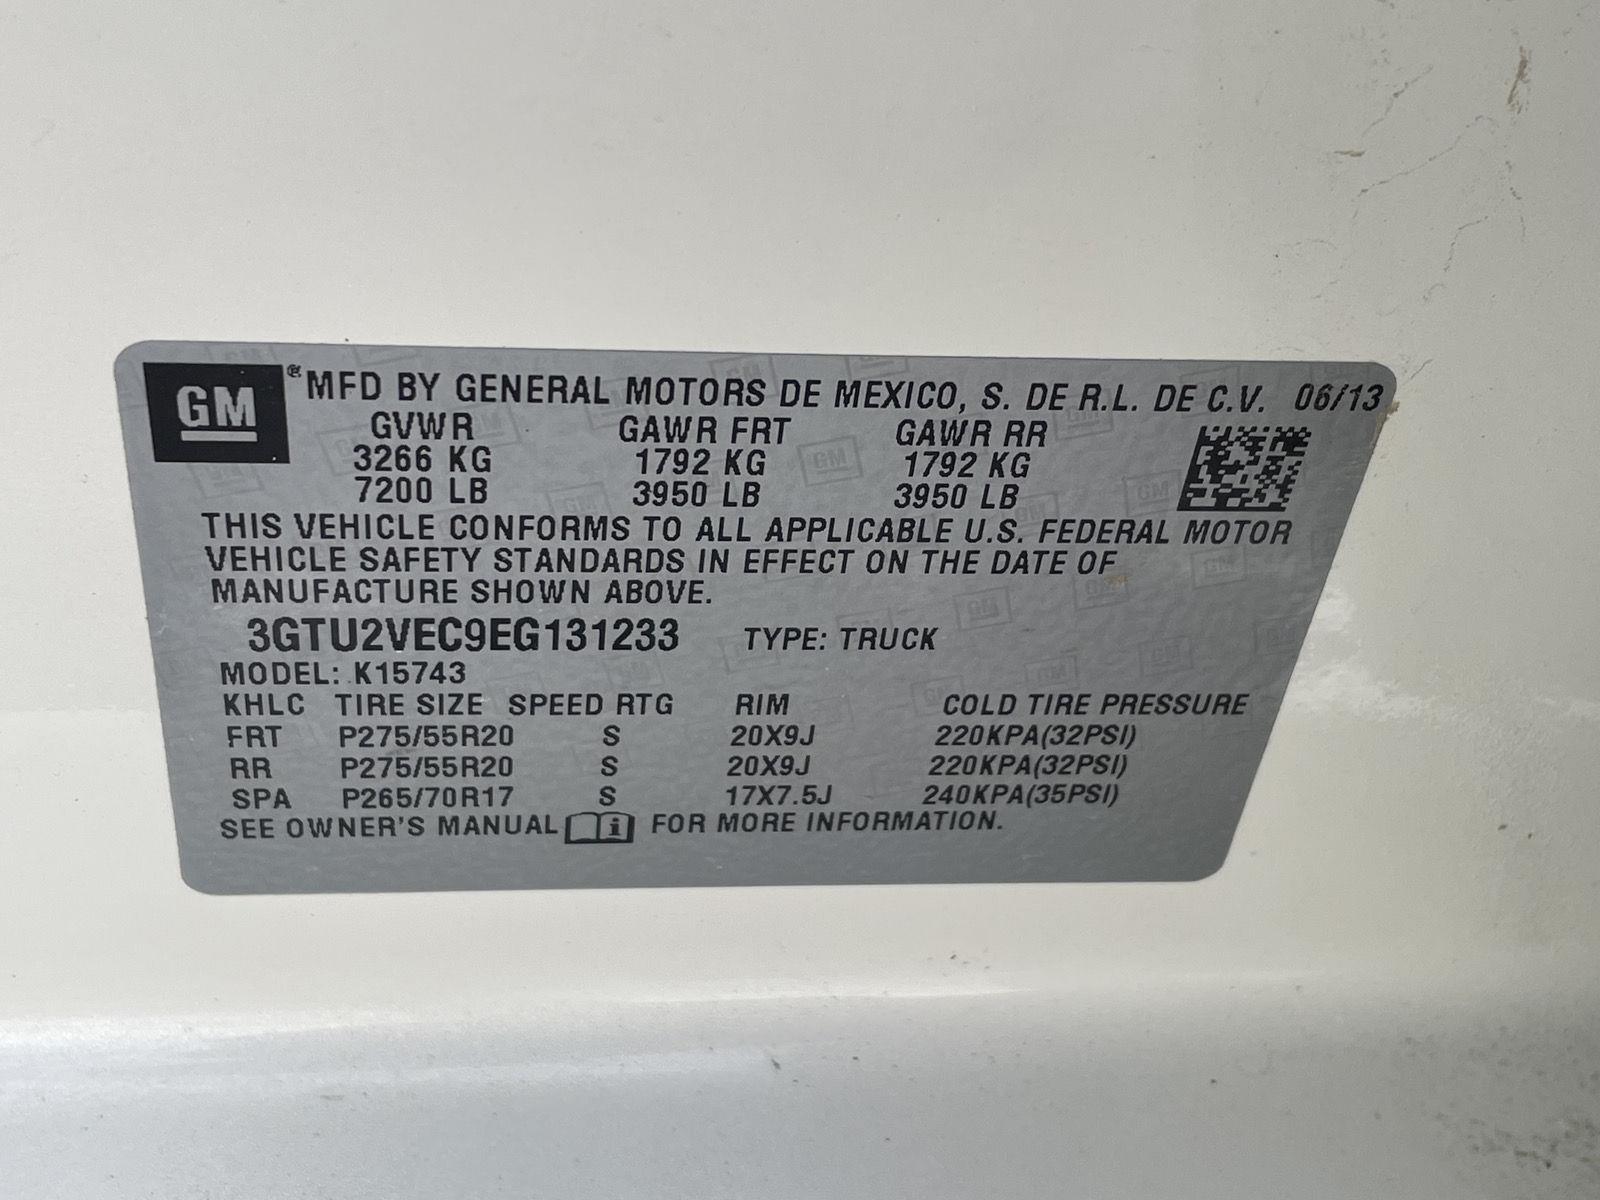 GM ® MFD BY GENERAL MOTORS DE MEXICO, S. DE R.L. DE C.V. 06/13
GVWR GAWR FRT GAWR RR
3266 KG 1792 KG 1792 KG
7200 LB 3950 LB 3950 LB
THIS VEHICLE CONFORMS TO ALL APPLICABLE U.S. FEDERAL MOTOR
VEHICLE SAFETY STANDARDS IN EFFECT ON THE DATE OF
MANUFACTURE SHOWN ABOVE.
3GTU2VEC9EG131233 TYPE: TRUCK
MODEL: K15743
KHLC TIRE SIZE SPEED RTG RIM COLD TIRE PRESSURE
FRT P275/55R20 S 20X9J 220KPA(32PSI)
RR P275/55R20 S 20X9J 220KPA(32PSI)
SPA P265/70R17 S 17X7.5J 240KPA(35PSI)
SEE OWNER'S MANUAL i FOR MORE INFORMATION.